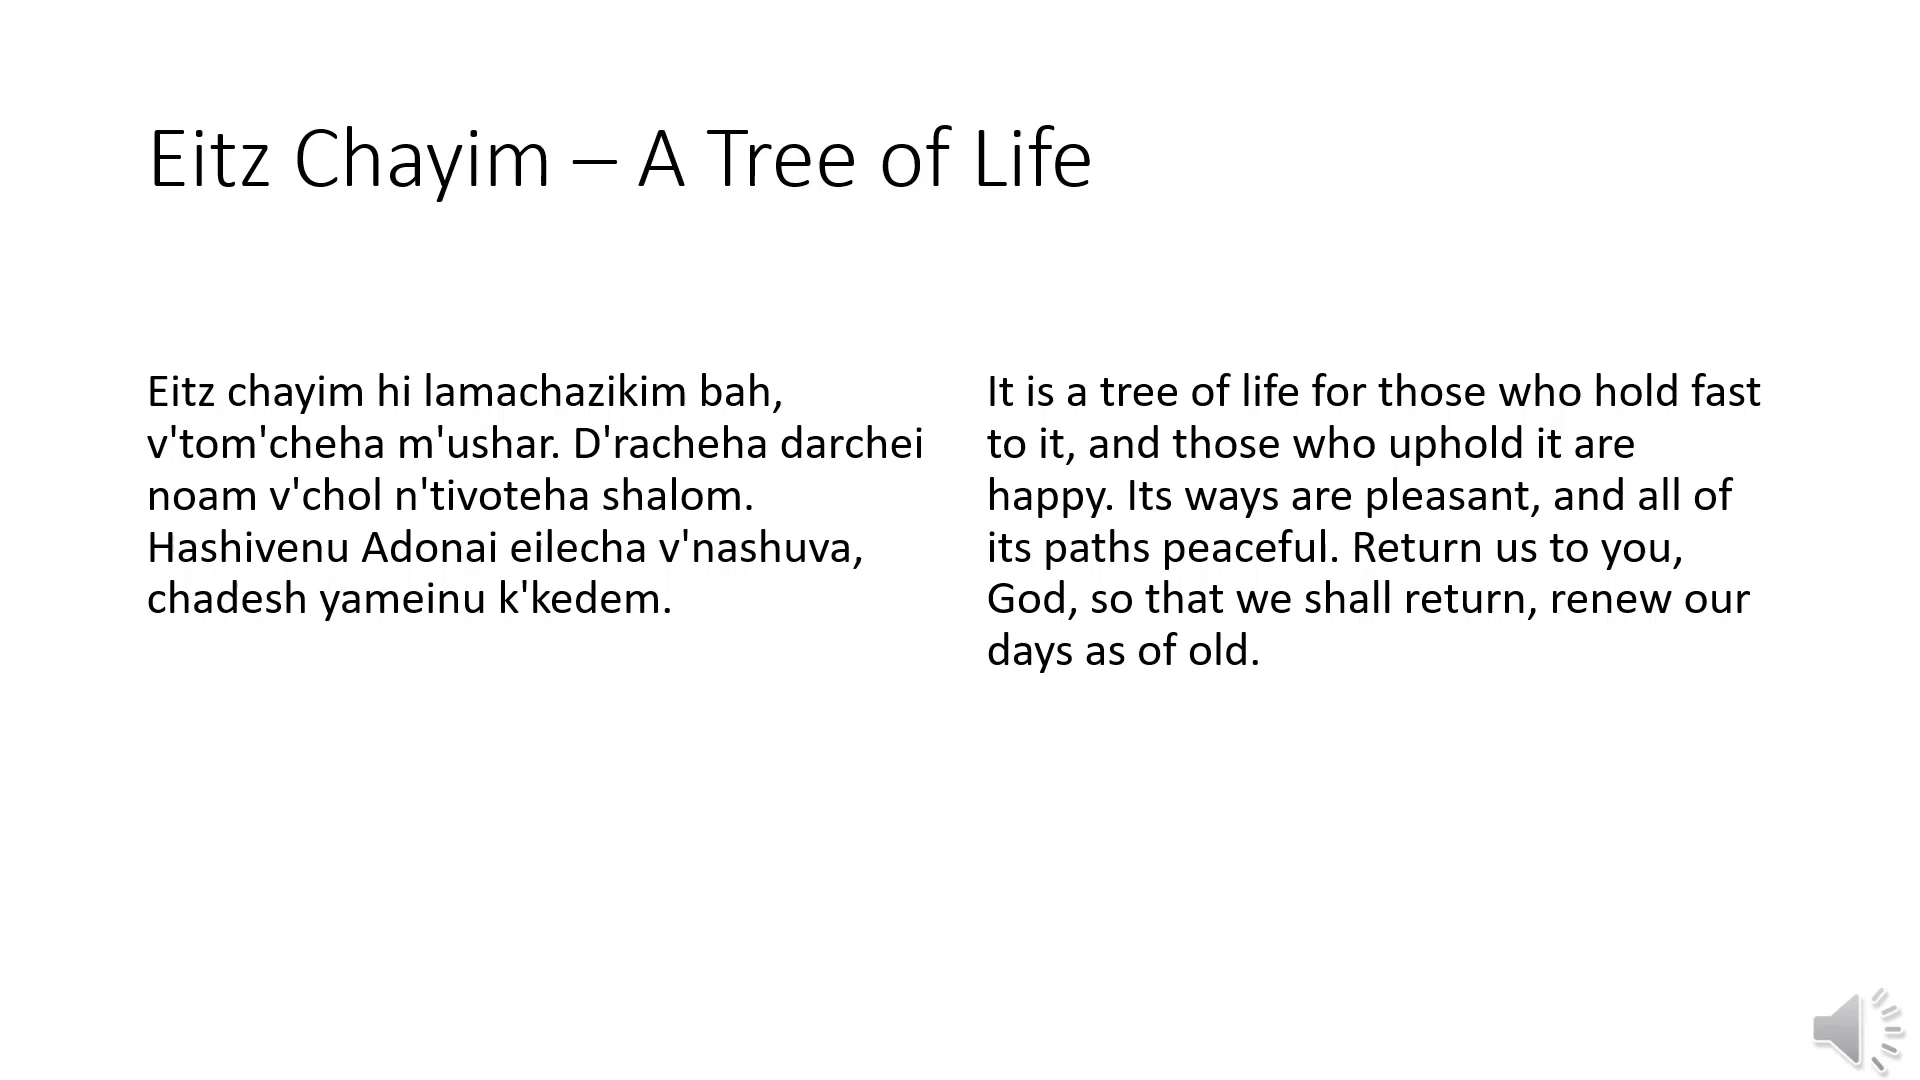 Eitz Chayim – A Tree of Life
Eitz chayim hi lamachazikim bah,
v'tom'cheha m'ushar. D'racheha darchei
noam v'chol n'tivoteha shalom.
Hashivenu Adonai eilecha v'nashuva,
chadesh yameinu k'kedem.
It is a tree of life for those who hold fast
to it, and those who uphold it are
happy. Its ways are pleasant, and all of
its paths peaceful. Return us to you,
God, so that we shall return, renew our
days as of old.